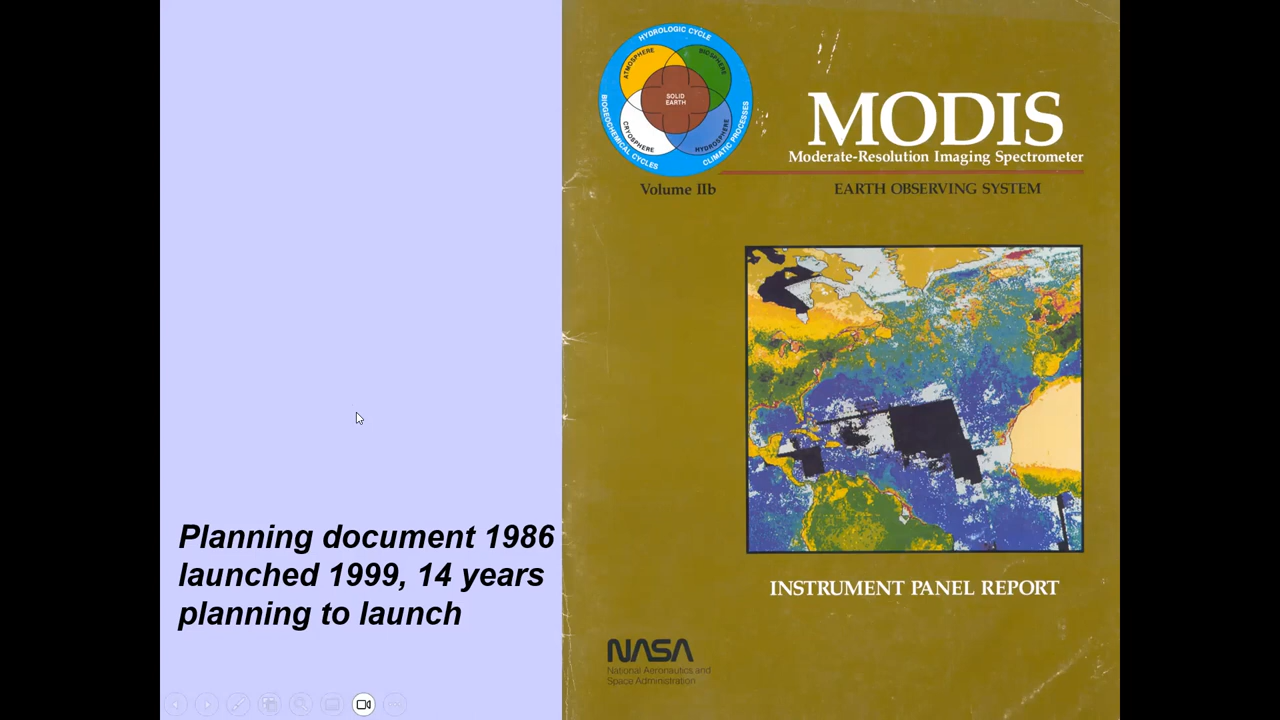 HYDROLOGIC CYCLE
ATMOSPHERE
BIOSPHERE
SOLID
EARTH
CRYOSPHERE
HYDROSPHERE
BIOGEOCHEMICAL CYCLES
CLIMATIC PROCESSES
MODIS
Moderate-Resolution Imaging Spectrometer
Volume IIb
EARTH OBSERVING SYSTEM
Planning document 1986
launched 1999, 14 years
planning to launch
INSTRUMENT PANEL REPORT
NASA
National Aeronautics and
Space Administration